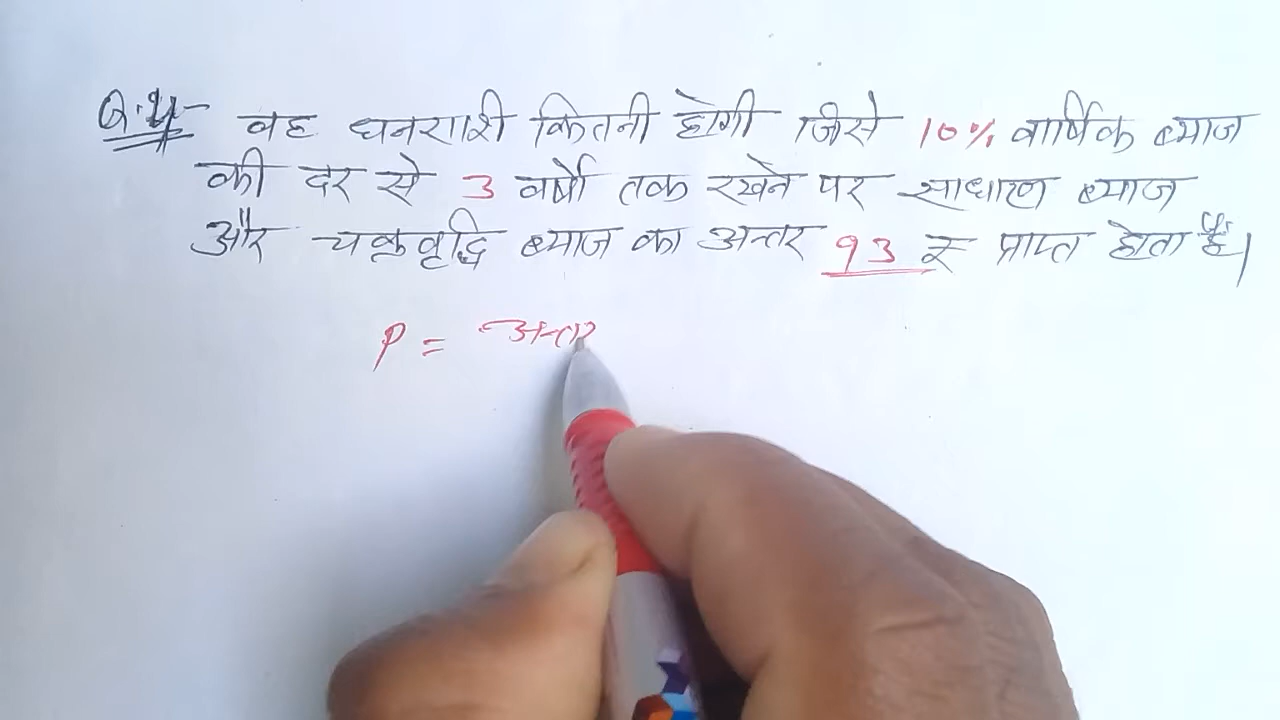 Q.4- वह धनराशी कितनी होगी जिसे 10% वार्षिक ब्याज
की दर से 3 वर्षो तक रखने पर साधारण ब्याज
और चक्रवृद्धि ब्याज का अन्तर 93 रू प्राप्त होता है।
P = अन्तर